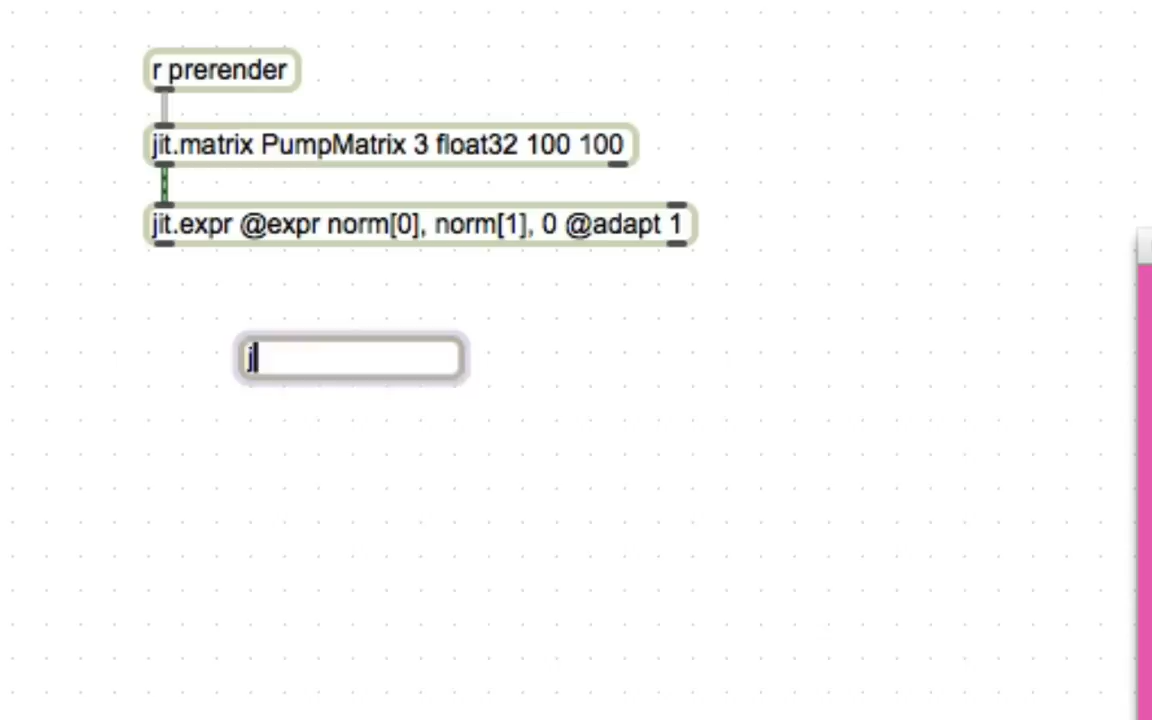 r prerender
jit.matrix PumpMatrix 3 float32 100 100
jit.expr @expr norm[0], norm[1], 0 @adapt 1
j